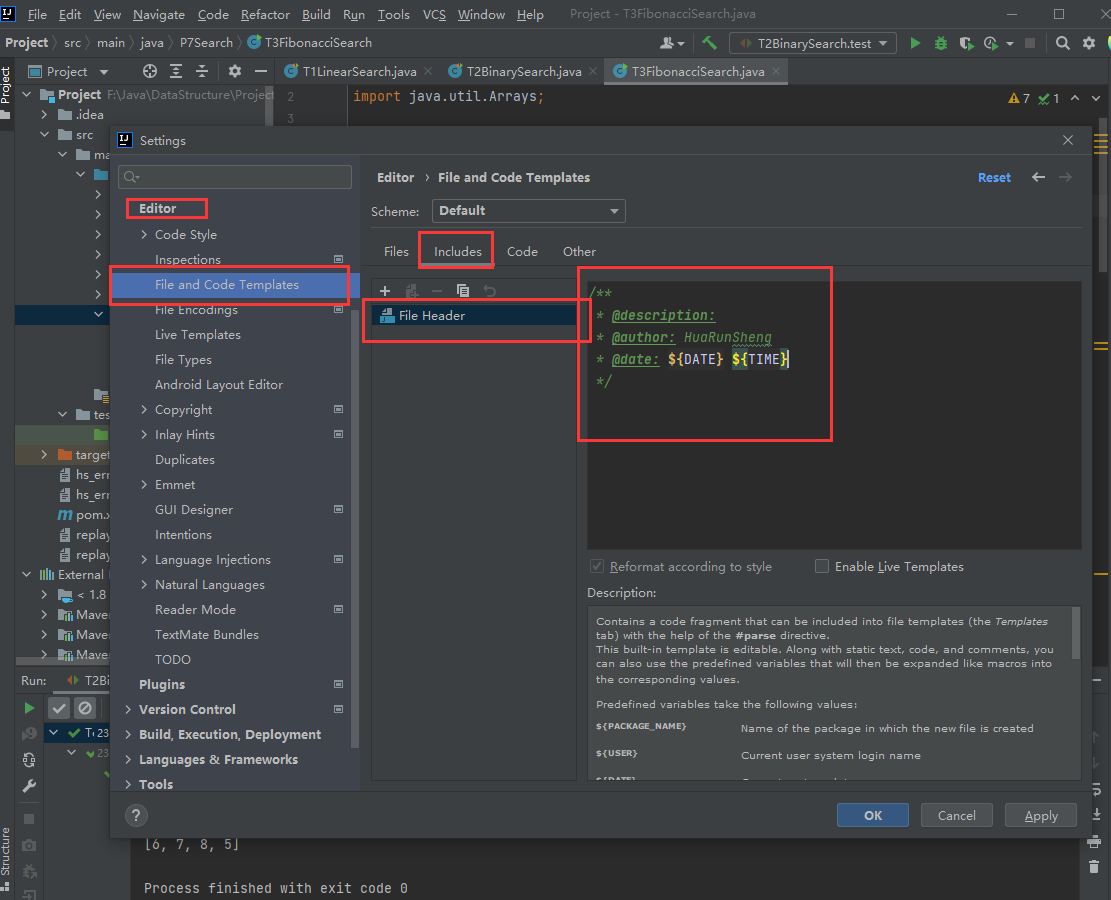 File Edit View Navigate Code Refactor Build Run Tools VCS Window Help Project - T3FibonacciSearch.java
Project src main java P7Search T3FibonacciSearch T2BinarySearch.test
Project Project T1LinearSearch.java T2BinarySearch.java T3FibonacciSearch.java
Project F:\Java\DataStructure\Project 2 import java.util.Arrays; 7 1
.idea 3
src
ma
Settings
Editor › File and Code Templates Reset
Scheme: Default
Files Includes Code Other
Editor
Code Style
Inspections
File and Code Templates
File Encodings
Live Templates
File Types
Android Layout Editor
Copyright
Inlay Hints
Duplicates
Emmet
GUI Designer
Intentions
Language Injections
Natural Languages
Reader Mode
TextMate Bundles
TODO
Plugins
Version Control
Build, Execution, Deployment
Languages & Frameworks
Tools
File Header
/**
* @description:
* @author: HuaRunSheng
* @date: ${DATE} ${TIME}
*/
Reformat according to style Enable Live Templates
Description:
Contains a code fragment that can be included into file templates (the Templates
tab) with the help of the #parse directive.
This built-in template is editable. Along with static text, code, and comments, you
can also use the predefined variables that will then be expanded like macros into
the corresponding values.
Predefined variables take the following values:
${PACKAGE_NAME} Name of the package in which the new file is created
${USER} Current user system login name
? OK Cancel Apply
tes
target
hs_err
hs_err
pom.x
replay
replay
External
< 1.8
Maven
Maven
Maven
Run: T2Bi
Te 23
23
Structure
[6, 7, 8, 5]
Process finished with exit code 0